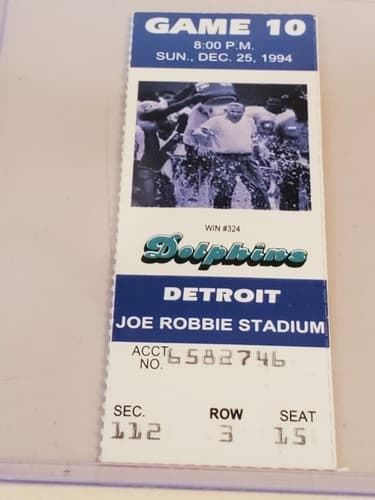 GAME 10
8:00 P.M.
SUN., DEC. 25, 1994
WIN #324
Dolphins
DETROIT
JOE ROBBIE STADIUM
ACCT. NO. 6582746
SEC. ROW SEAT
112 3 15